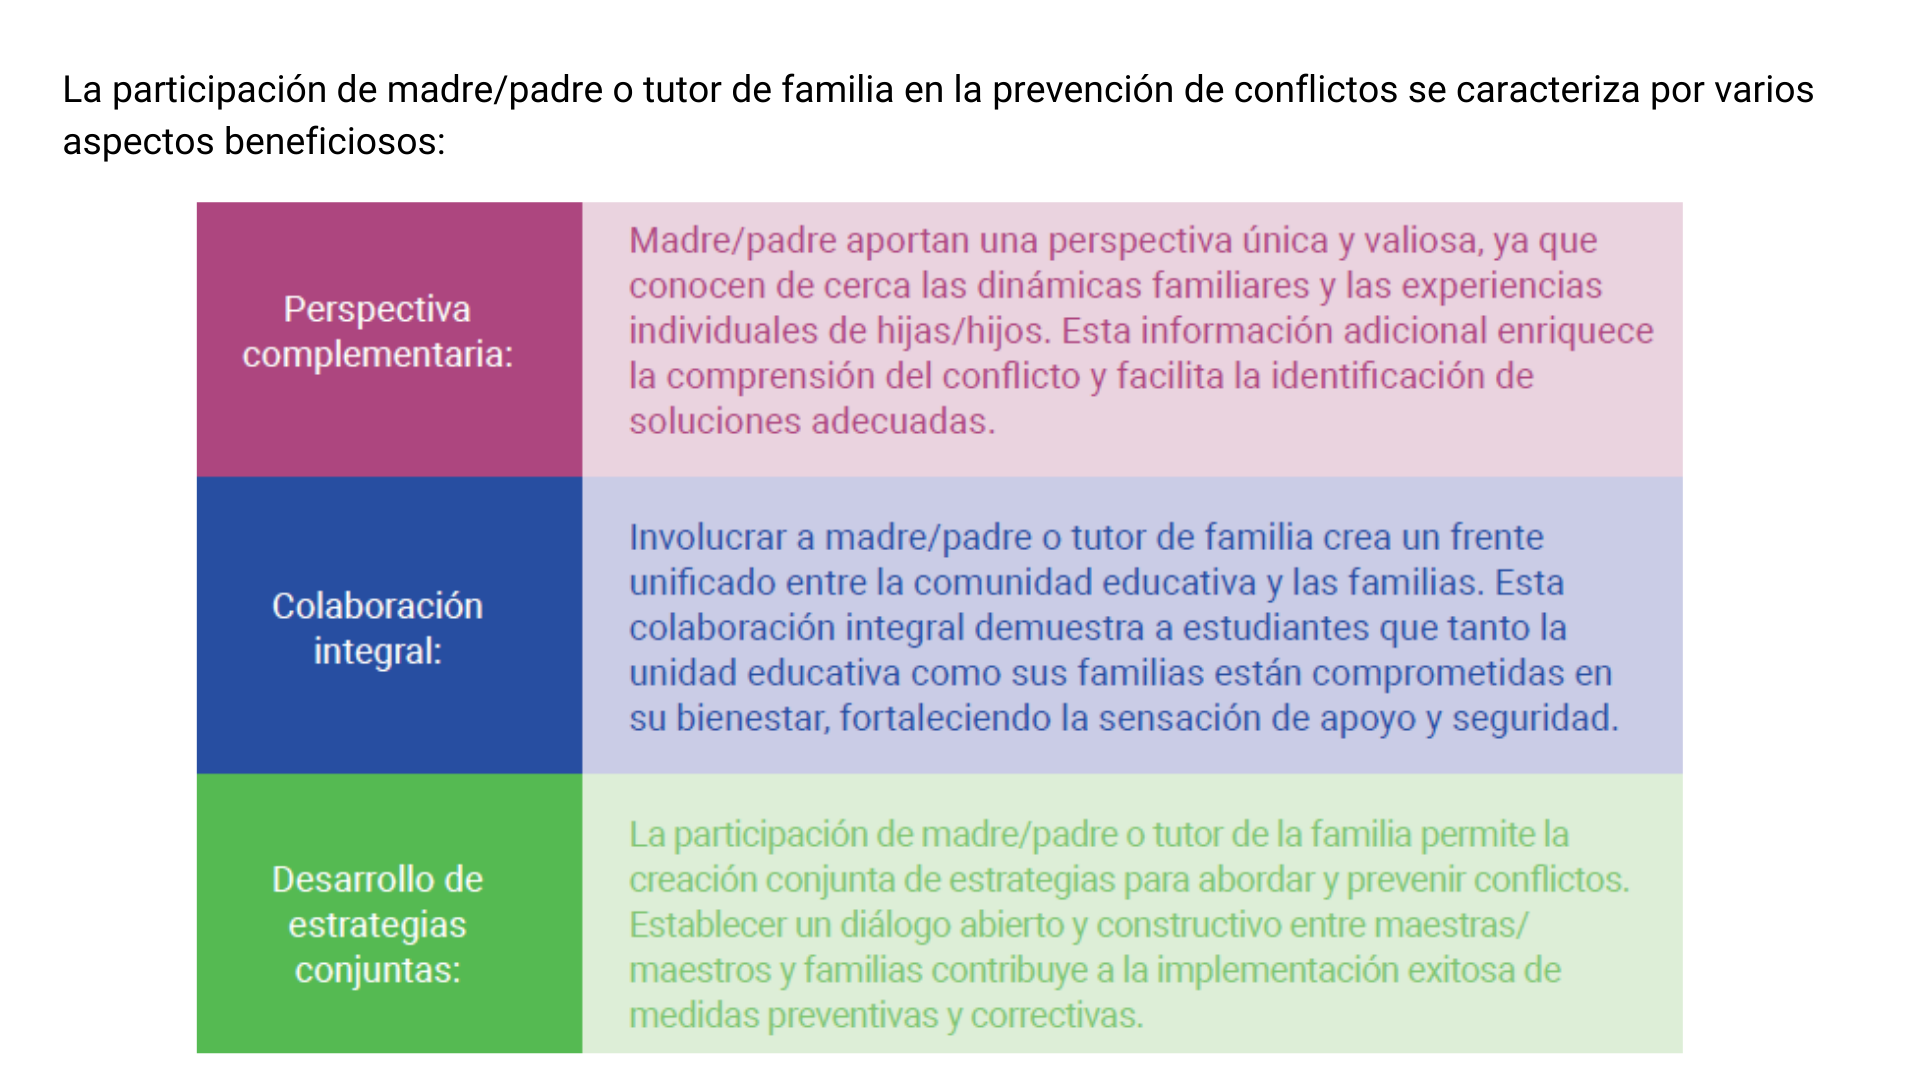 La participación de madre/padre o tutor de familia en la prevención de conflictos se caracteriza por varios
aspectos beneficiosos:
Perspectiva
complementaria:
Madre/padre aportan una perspectiva única y valiosa, ya que
conocen de cerca las dinámicas familiares y las experiencias
individuales de hijas/hijos. Esta información adicional enriquece
la comprensión del conflicto y facilita la identificación de
soluciones adecuadas.
Colaboración
integral:
Involucrar a madre/padre o tutor de familia crea un frente
unificado entre la comunidad educativa y las familias. Esta
colaboración integral demuestra a estudiantes que tanto la
unidad educativa como sus familias están comprometidas en
su bienestar, fortaleciendo la sensación de apoyo y seguridad.
Desarrollo de
estrategias
conjuntas:
La participación de madre/padre o tutor de la familia permite la
creación conjunta de estrategias para abordar y prevenir conflictos.
Establecer un diálogo abierto y constructivo entre maestras/
maestros y familias contribuye a la implementación exitosa de
medidas preventivas y correctivas.